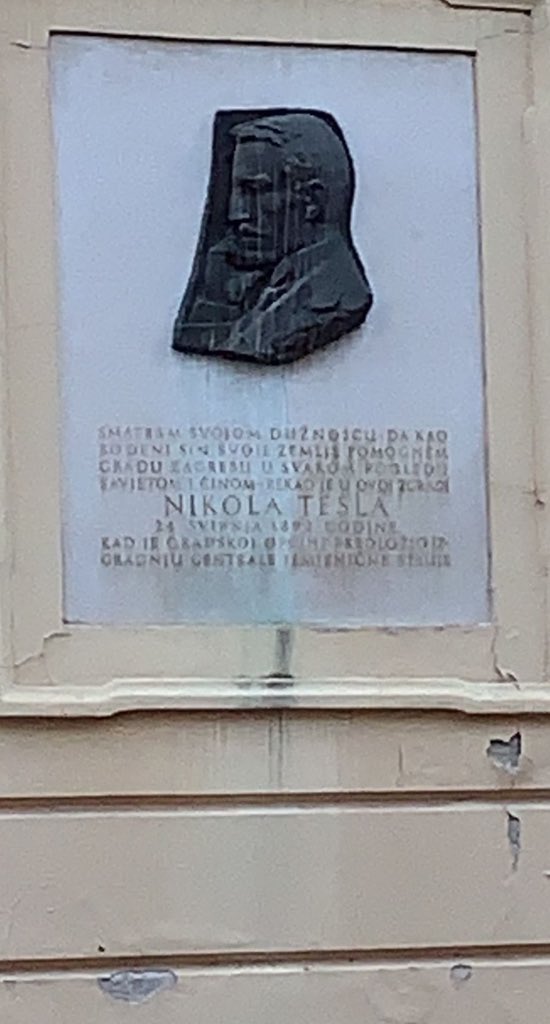 SMATRAM SVOJOM DUŽNOŠĆU DA KAO
ROĐENI SIN SVOJE ZEMLJE POMOGNEM
GRADU ZAGREBU U SVAKOM POGLEDU
SAVJETOM I ČINOM - REKAO JE U OVOJ ZGRADI
NIKOLA TESLA
24. SVIBNJA 1892. GODINE
KAD JE GRADSKOJ OPĆINI PREDLOŽIO IZ-
GRADNJU CENTRALE IZMJENIČNE STRUJE